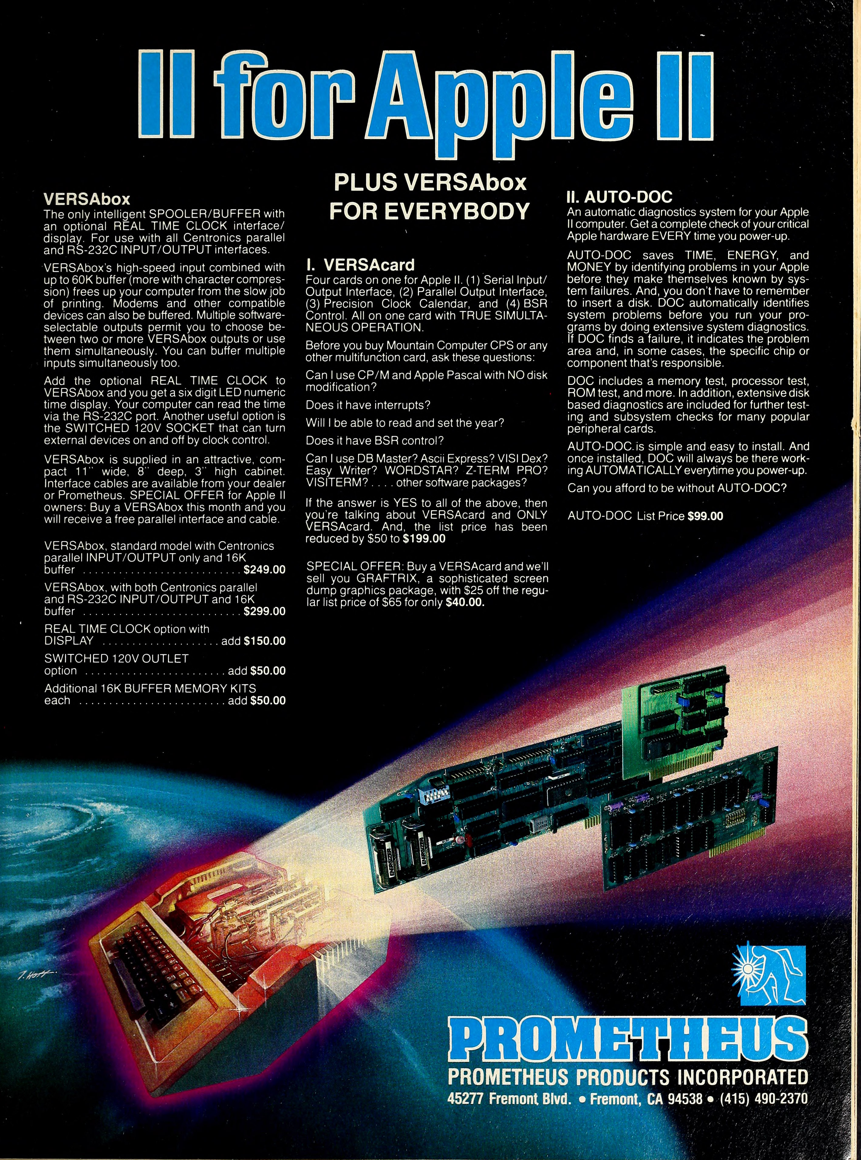 II for Apple II
PLUS VERSAbox
FOR EVERYBODY
VERSAbox
The only intelligent SPOOLER/BUFFER with
an optional REAL TIME CLOCK interface/
display. For use with all Centronics parallel
and RS-232C INPUT/OUTPUT interfaces.
VERSAbox's high-speed input combined with
up to 60K buffer (more with character compres-
sion) frees up your computer from the slow job
of printing. Modems and other compatible
devices can also be buffered. Multiple software-
selectable outputs permit you to choose be-
tween two or more VERSAbox outputs or use
them simultaneously. You can buffer multiple
inputs simultaneously too.
Add the optional REAL TIME CLOCK to
VERSAbox and you get a six digit LED numeric
time display. Your computer can read the time
via the RS-232C port. Another useful option is
the SWITCHED 120V SOCKET that can turn
external devices on and off by clock control.
VERSAbox is supplied in an attractive, com-
pact 11" wide, 8" deep, 3" high cabinet.
Interface cables are available from your dealer
or Prometheus. SPECIAL OFFER for Apple II
owners: Buy a VERSAbox this month and you
will receive a free parallel interface and cable.
VERSAbox, standard model with Centronics
parallel INPUT/OUTPUT only and 16K
buffer . . . . . . . . . . . . . . . . . . . . . . . . . . . $249.00
VERSAbox, with both Centronics parallel
and RS-232C INPUT/OUTPUT and 16K
buffer . . . . . . . . . . . . . . . . . . . . . . . . . . . $299.00
REAL TIME CLOCK option with
DISPLAY . . . . . . . . . . . . . . . . . . . . add $150.00
SWITCHED 120V OUTLET
option . . . . . . . . . . . . . . . . . . . . . . . . add $50.00
Additional 16K BUFFER MEMORY KITS
each . . . . . . . . . . . . . . . . . . . . . . . . . add $50.00
I. VERSAcard
Four cards on one for Apple II. (1) Serial Input/
Output Interface, (2) Parallel Output Interface,
(3) Precision Clock Calendar, and (4) BSR
Control. All on one card with TRUE SIMULTA-
NEOUS OPERATION.
Before you buy Mountain Computer CPS or any
other multifunction card, ask these questions:
Can I use CP/M and Apple Pascal with NO disk
modification?
Does it have interrupts?
Will I be able to read and set the year?
Does it have BSR control?
Can I use DB Master? Ascii Express? VISI Dex?
Easy Writer? WORDSTAR? Z-TERM PRO?
VISITERM? . . . . other software packages?
If the answer is YES to all of the above, then
you're talking about VERSAcard and ONLY
VERSAcard. And, the list price has been
reduced by $50 to $199.00
SPECIAL OFFER: Buy a VERSAcard and we'll
sell you GRAFTRIX, a sophisticated screen
dump graphics package, with $25 off the regu-
lar list price of $65 for only $40.00.
II. AUTO-DOC
An automatic diagnostics system for your Apple
II computer. Get a complete check of your critical
Apple hardware EVERY time you power-up.
AUTO-DOC saves TIME, ENERGY, and
MONEY by identifying problems in your Apple
before they make themselves known by sys-
tem failures. And, you don't have to remember
to insert a disk. DOC automatically identifies
system problems before you run your pro-
grams by doing extensive system diagnostics.
If DOC finds a failure, it indicates the problem
area and, in some cases, the specific chip or
component that's responsible.
DOC includes a memory test, processor test,
ROM test, and more. In addition, extensive disk
based diagnostics are included for further test-
ing and subsystem checks for many popular
peripheral cards.
AUTO-DOC is simple and easy to install. And
once installed, DOC will always be there work-
ing AUTOMATICALLY everytime you power-up.
Can you afford to be without AUTO-DOC?
AUTO-DOC List Price $99.00
PROMETHEUS
PROMETHEUS PRODUCTS INCORPORATED
45277 Fremont Blvd. • Fremont, CA 94538 • (415) 490-2370